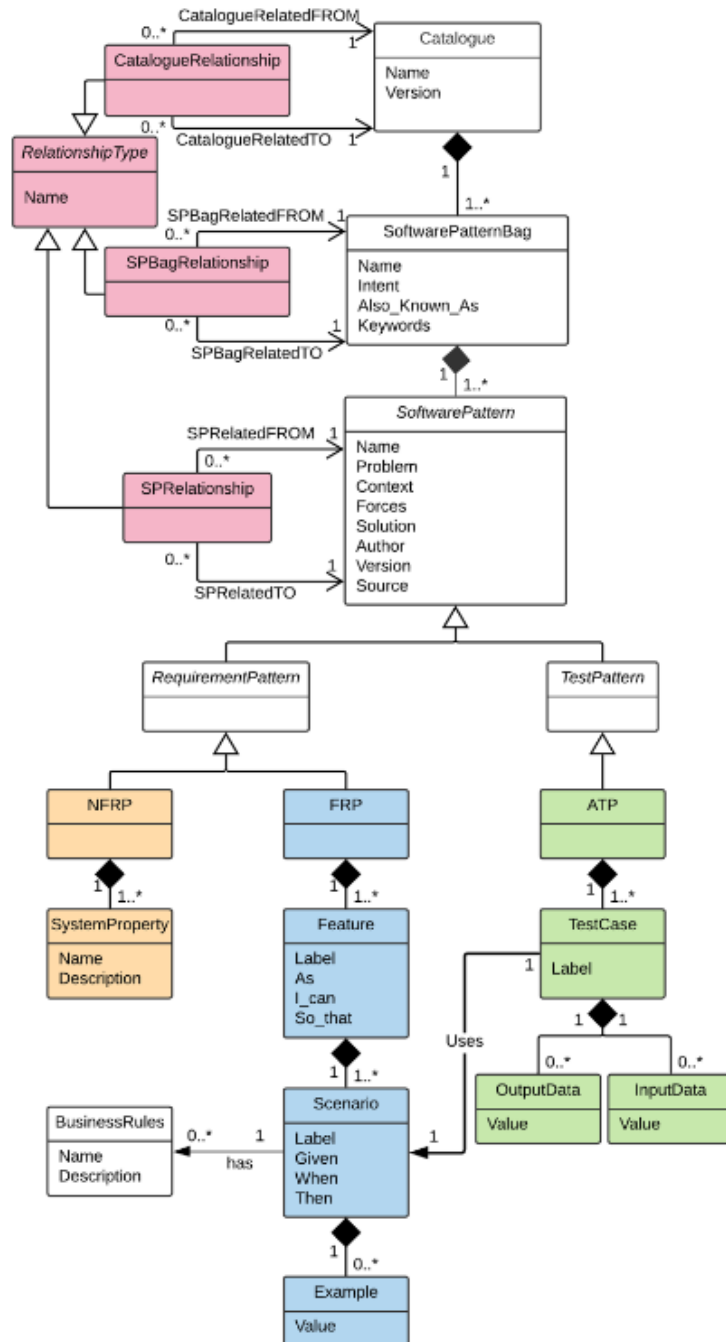 CatalogueRelatedFROM
0..*
1
Catalogue
Name
Version
CatalogueRelationship
0..*
1
CatalogueRelatedTO
RelationshipType
Name
1
1..*
SPBagRelatedFROM
0..*
1
SoftwarePatternBag
Name
Intent
Also_Known_As
Keywords
SPBagRelationship
0..*
1
SPBagRelatedTO
1
1..*
SoftwarePattern
Name
Problem
Context
Forces
Solution
Author
Version
Source
SPRelatedFROM
1
0..*
SPRelationship
0..*
1
SPRelatedTO
RequirementPattern
TestPattern
NFRP
FRP
ATP
1
1..*
1
1..*
1
1..*
SystemProperty
Name
Description
Feature
Label
As
I_can
So_that
TestCase
Label
1
Uses
1
1
0..*
0..*
OutputData
Value
InputData
Value
1
1..*
Scenario
Label
Given
When
Then
1
BusinessRules
Name
Description
0..*
1
has
1
0..*
Example
Value